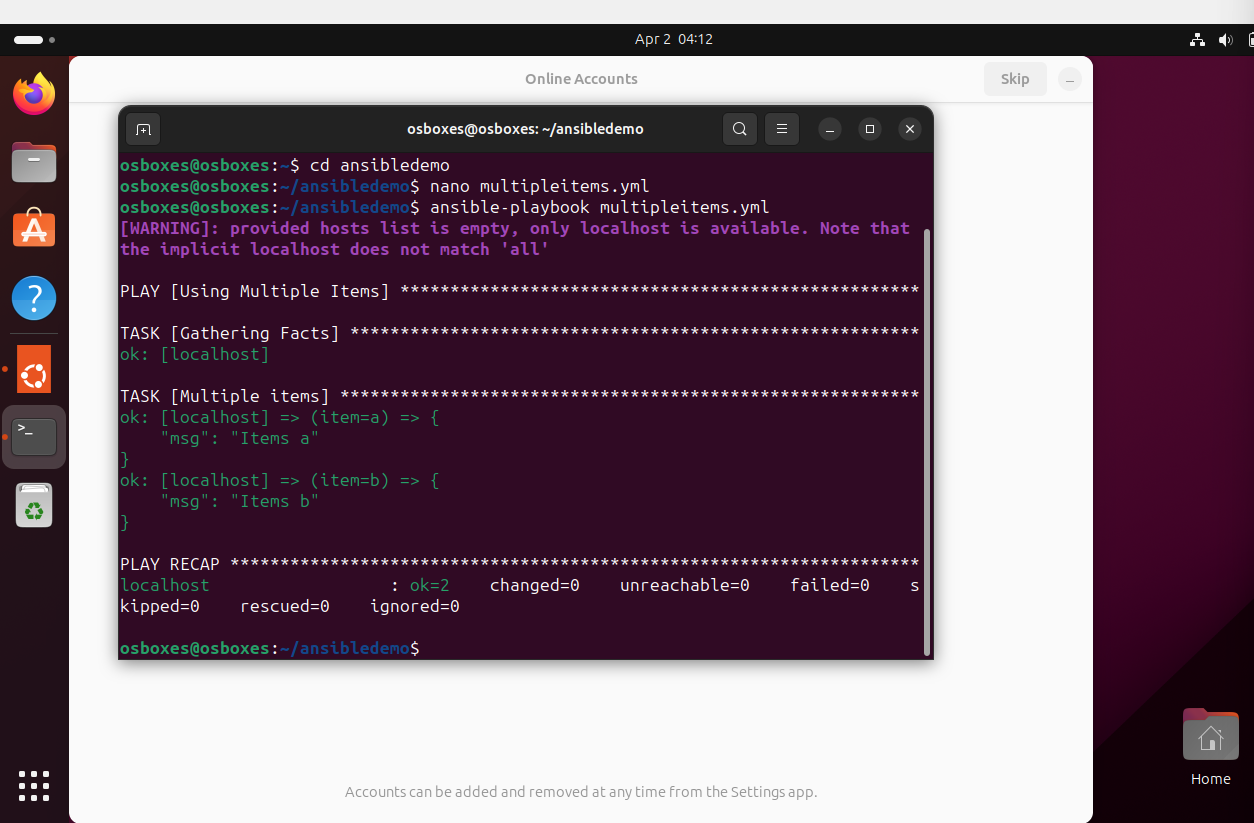 Apr 2 04:12
Online Accounts
Skip
osboxes@osboxes: ~/ansibledemo
osboxes@osboxes:~$ cd ansibledemo
osboxes@osboxes:~/ansibledemo$ nano multipleitems.yml
osboxes@osboxes:~/ansibledemo$ ansible-playbook multipleitems.yml
[WARNING]: provided hosts list is empty, only localhost is available. Note that
the implicit localhost does not match 'all'
PLAY [Using Multiple Items] ****************************************************
TASK [Gathering Facts] *********************************************************
ok: [localhost]
TASK [Multiple items] **********************************************************
ok: [localhost] => (item=a) => {
    "msg": "Items a"
}
ok: [localhost] => (item=b) => {
    "msg": "Items b"
}
PLAY RECAP *********************************************************************
localhost                  : ok=2    changed=0    unreachable=0    failed=0    s
kipped=0    rescued=0    ignored=0
osboxes@osboxes:~/ansibledemo$
Accounts can be added and removed at any time from the Settings app.
Home